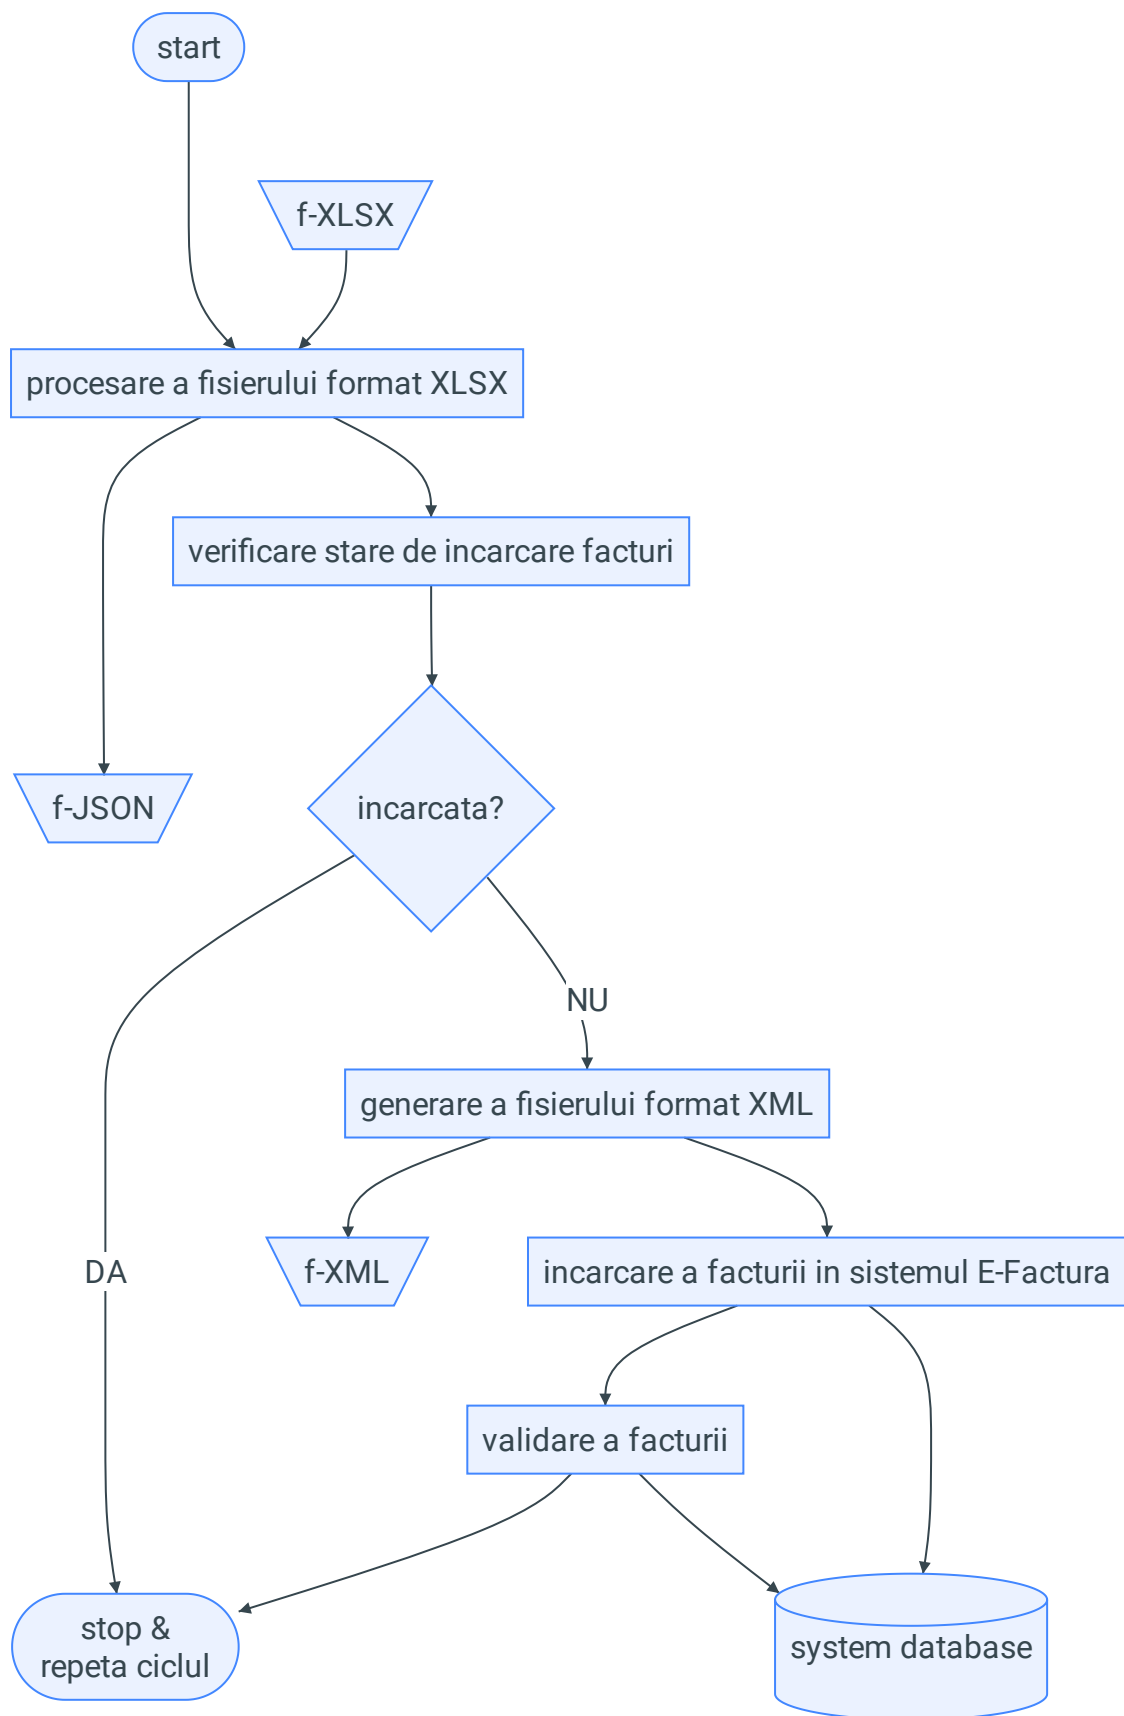 start
f-XLSX
procesare a fisierului format XLSX
verificare stare de incarcare facturi
f-JSON
incarcata?
NU
generare a fisierului format XML
DA
f-XML
incarcare a facturii in sistemul E-Factura
validare a facturii
stop &
repeta ciclul
system database